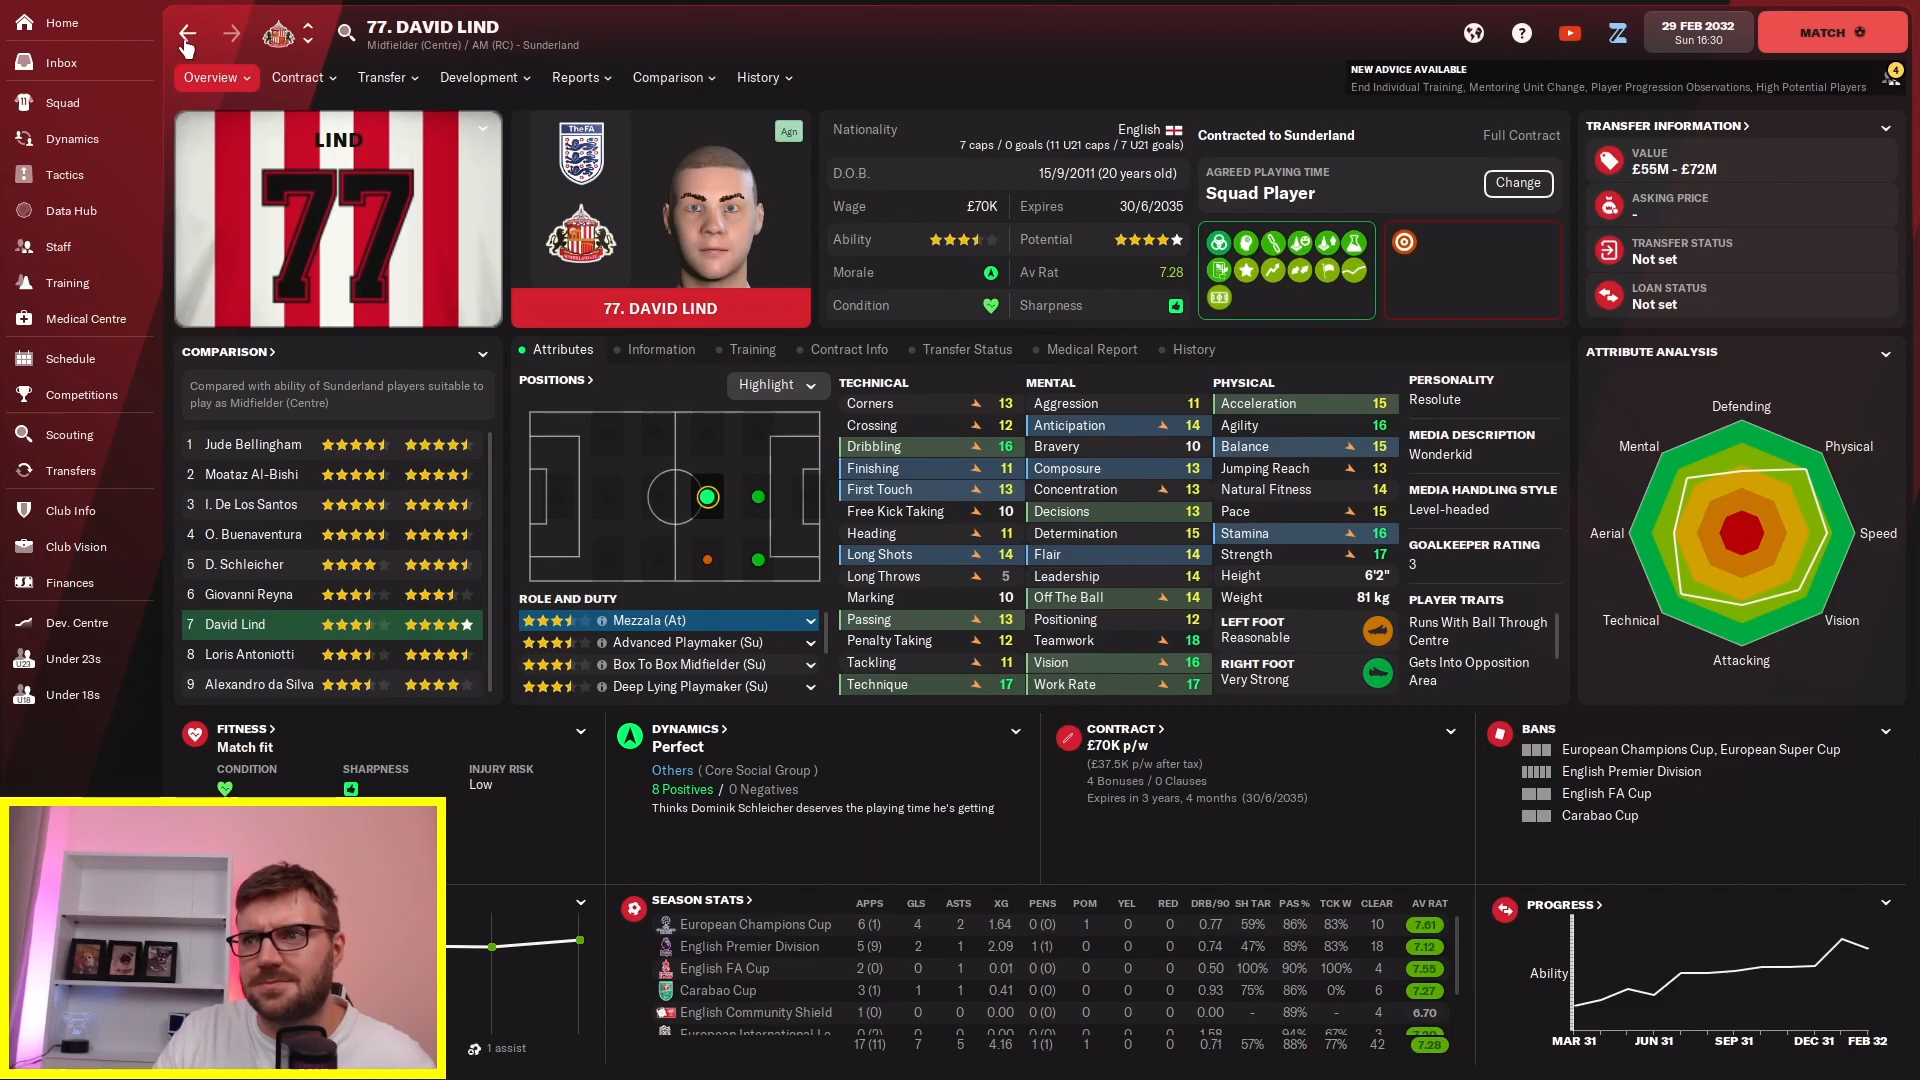 Home
Inbox
Squad
Dynamics
Tactics
Data Hub
Staff
Training
Medical Centre
Schedule
Competitions
Scouting
Transfers
Club Info
Club Vision
Finances
Dev. Centre
Under 23s
Under 18s
77. DAVID LIND
Midfielder (Centre) / AM (RC) - Sunderland
29 FEB 2032
Sun 16:30
MATCH
Overview
Contract
Transfer
Development
Reports
Comparison
History
NEW ADVICE AVAILABLE
End Individual Training, Mentoring Unit Change, Player Progression Observations, High Potential Players
4
LIND
77
The FA
Agn
77. DAVID LIND
Nationality English
7 caps / 0 goals (11 U21 caps / 7 U21 goals)
D.O.B. 15/9/2011 (20 years old)
Wage £70K Expires 30/6/2035
Ability Potential
Morale Av Rat 7.28
Condition Sharpness
Contracted to Sunderland Full Contract
AGREED PLAYING TIME
Squad Player
Change
TRANSFER INFORMATION >
VALUE
£55M - £72M
ASKING PRICE
-
TRANSFER STATUS
Not set
LOAN STATUS
Not set
COMPARISON >
Compared with ability of Sunderland players suitable to
play as Midfielder (Centre)
1 Jude Bellingham
2 Moataz Al-Bishi
3 I. De Los Santos
4 O. Buenaventura
5 D. Schleicher
6 Giovanni Reyna
7 David Lind
8 Loris Antoniotti
9 Alexandro da Silva
Attributes
Information
Training
Contract Info
Transfer Status
Medical Report
History
POSITIONS >
Highlight
ROLE AND DUTY
Mezzala (At)
Advanced Playmaker (Su)
Box To Box Midfielder (Su)
Deep Lying Playmaker (Su)
TECHNICAL
Corners 13
Crossing 12
Dribbling 16
Finishing 11
First Touch 13
Free Kick Taking 10
Heading 11
Long Shots 14
Long Throws 5
Marking 10
Passing 13
Penalty Taking 12
Tackling 11
Technique 17
MENTAL
Aggression 11
Anticipation 14
Bravery 10
Composure 13
Concentration 13
Decisions 13
Determination 15
Flair 14
Leadership 14
Off The Ball 14
Positioning 12
Teamwork 18
Vision 16
Work Rate 17
PHYSICAL
Acceleration 15
Agility 16
Balance 15
Jumping Reach 13
Natural Fitness 14
Pace 15
Stamina 16
Strength 17
Height 6'2"
Weight 81 kg
LEFT FOOT
Reasonable
RIGHT FOOT
Very Strong
PERSONALITY
Resolute
MEDIA DESCRIPTION
Wonderkid
MEDIA HANDLING STYLE
Level-headed
GOALKEEPER RATING
3
PLAYER TRAITS
Runs With Ball Through
Centre
Gets Into Opposition
Area
ATTRIBUTE ANALYSIS
Defending
Mental
Physical
Aerial
Speed
Technical
Vision
Attacking
FITNESS >
Match fit
CONDITION
SHARPNESS
INJURY RISK
Low
DYNAMICS >
Perfect
Others ( Core Social Group )
8 Positives / 0 Negatives
Thinks Dominik Schleicher deserves the playing time he's getting
CONTRACT >
£70K p/w
(£37.5K p/w after tax)
4 Bonuses / 0 Clauses
Expires in 3 years, 4 months (30/6/2035)
BANS
European Champions Cup, European Super Cup
English Premier Division
English FA Cup
Carabao Cup
1 assist
SEASON STATS > APPS GLS ASTS XG PENS POM YEL RED DRB/90 SH TAR PAS % TCK W CLEAR AV RAT
European Champions Cup 6 (1) 4 2 1.64 0 (0) 1 0 0 0.77 59% 86% 83% 10 7.61
English Premier Division 5 (9) 2 1 2.09 1 (1) 0 0 0 0.74 47% 89% 83% 18 7.12
English FA Cup 2 (0) 0 1 0.01 0 (0) 0 0 0 0.50 100% 90% 100% 4 7.55
Carabao Cup 3 (1) 1 1 0.41 0 (0) 0 0 0 0.93 75% 86% 0% 6 7.27
English Community Shield 1 (0) 0 0 0.00 0 (0) 0 0 0 0.00 - 89% - 4 6.70
17 (11) 7 5 4.16 1 (1) 1 0 0 0.71 57% 88% 77% 42 7.28
PROGRESS >
Ability
MAR 31
JUN 31
SEP 31
DEC 31
FEB 32